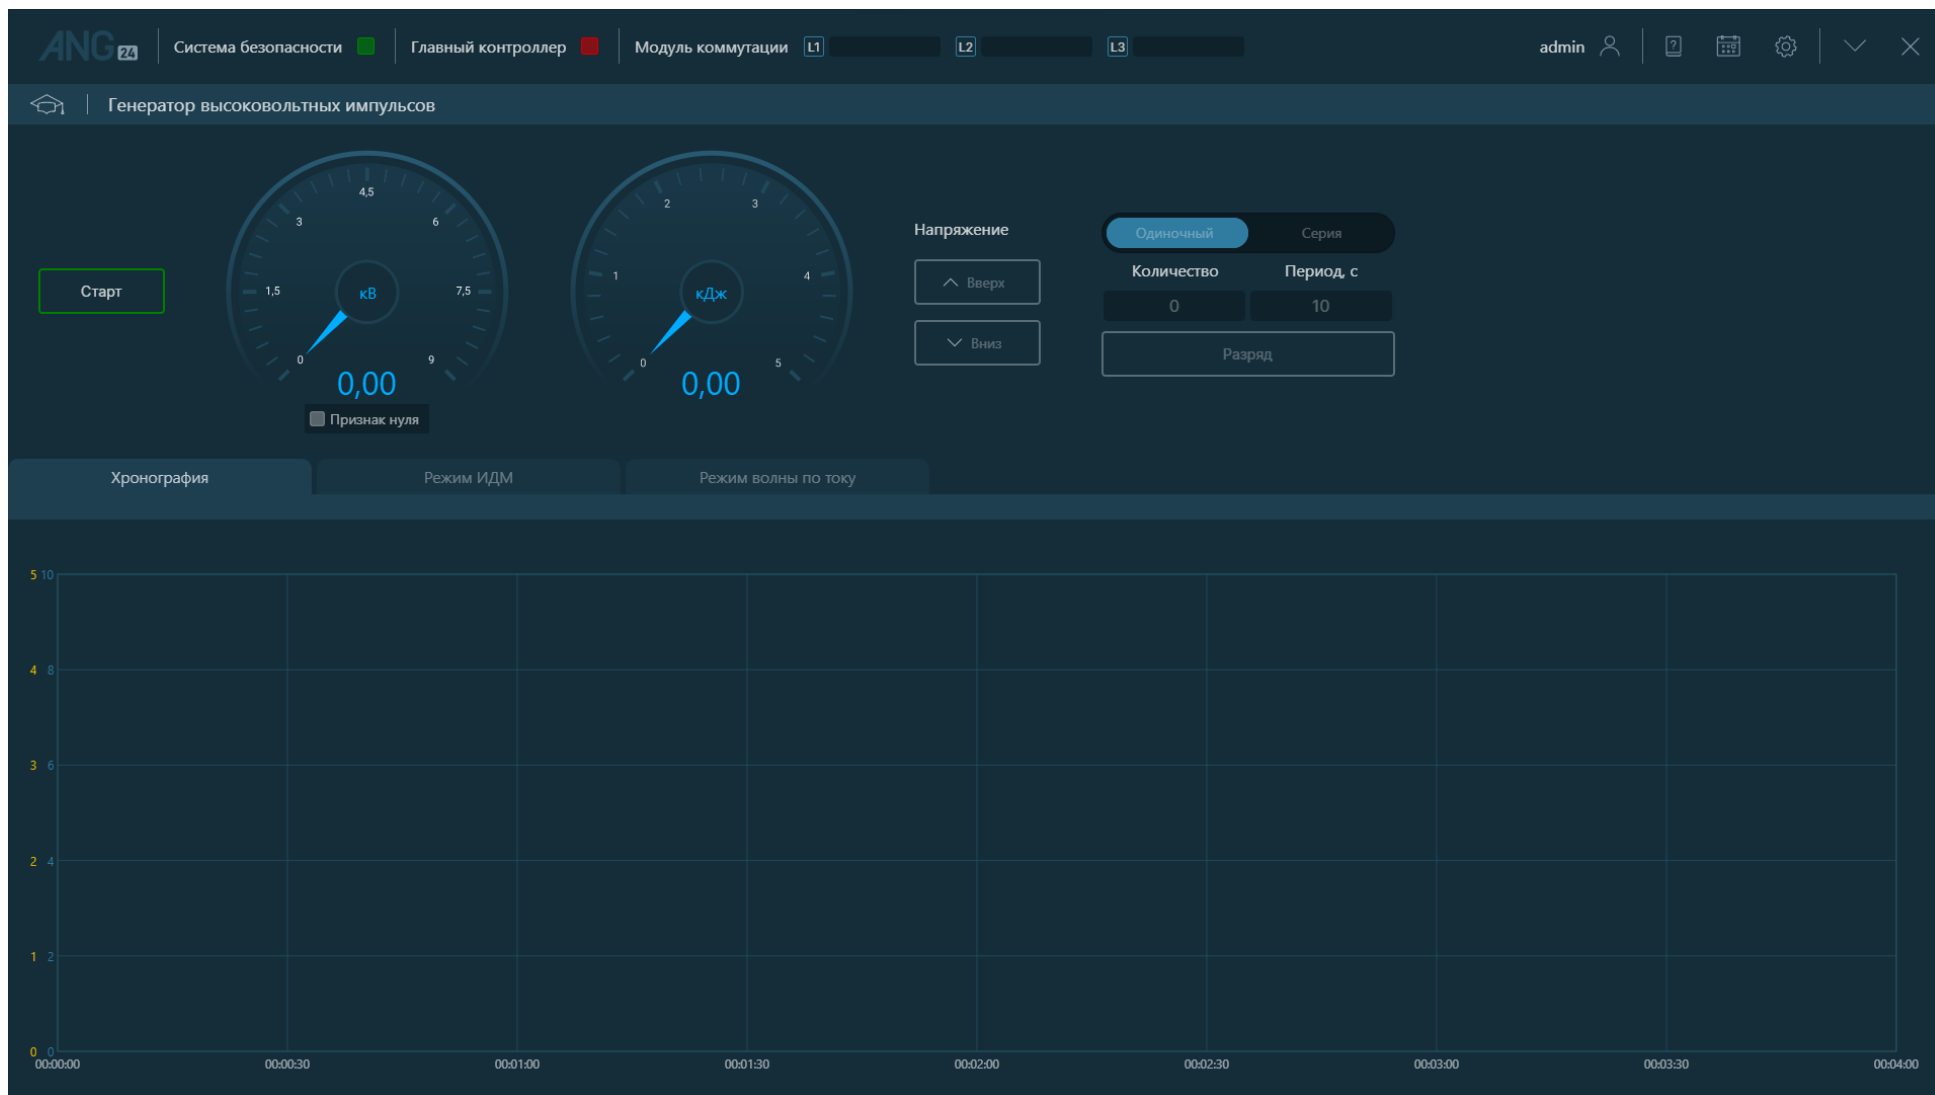 ANG 24 Система безопасности Главный контроллер Модуль коммутации L1 L2 L3 admin ?
Генератор высоковольтных импульсов
0 1,5 3 4,5 6 7,5 9
кВ
0,00
Признак нуля
0 1 2 3 4 5
кДж
0,00
Старт
Напряжение
Вверх
Вниз
Одиночный Серия
Количество Период, с
0 10
Разряд
Хронография Режим ИДМ Режим волны по току
5 10
4 8
3 6
2 4
1 2
0 0
00:00:00 00:00:30 00:01:00 00:01:30 00:02:00 00:02:30 00:03:00 00:03:30 00:04:00